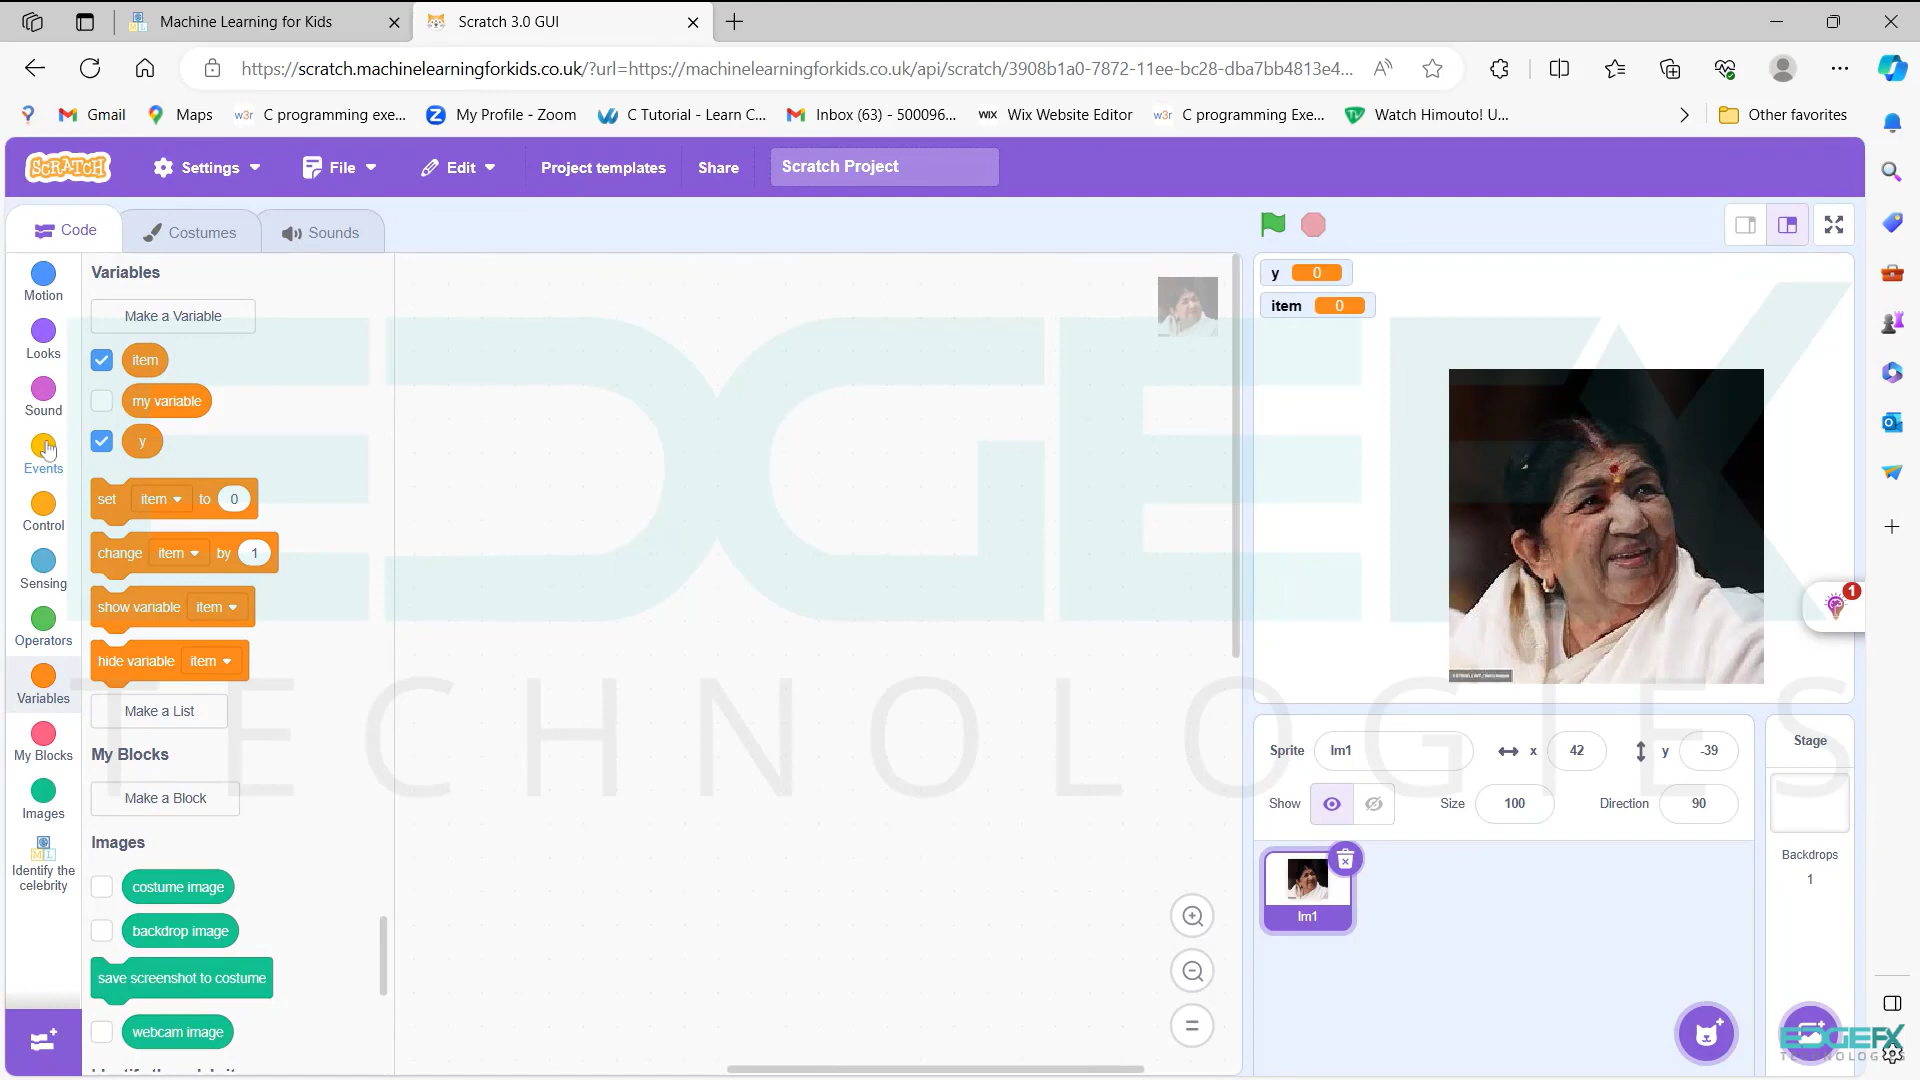 Machine Learning for Kids
Scratch 3.0 GUI
https://scratch.machinelearningforkids.co.uk/?url=https://machinelearningforkids.co.uk/api/scratch/3908b1a0-7872-11ee-bc28-dba7bb4813e4...
Gmail
Maps
C programming exe...
My Profile - Zoom
C Tutorial - Learn C...
Inbox (63) - 500096...
WIX Wix Website Editor
C programming Exe...
Watch Himouto! U...
Other favorites
SCRATCH
Settings
File
Edit
Project templates
Share
Scratch Project
Code
Costumes
Sounds
Motion
Looks
Sound
Events
Control
Sensing
Operators
Variables
My Blocks
Images
Identify the
celebrity
Variables
Make a Variable
item
my variable
y
set item to 0
change item by 1
show variable item
hide variable item
Make a List
My Blocks
Make a Block
Images
costume image
backdrop image
save screenshot to costume
webcam image
y 0
item 0
1
Sprite Im1 x 42 y -39
Show Size 100 Direction 90
Im1
Stage
Backdrops
1
EDGEFX
TECHNOLOGIES
EDGEFX
TECHNOLOGIES